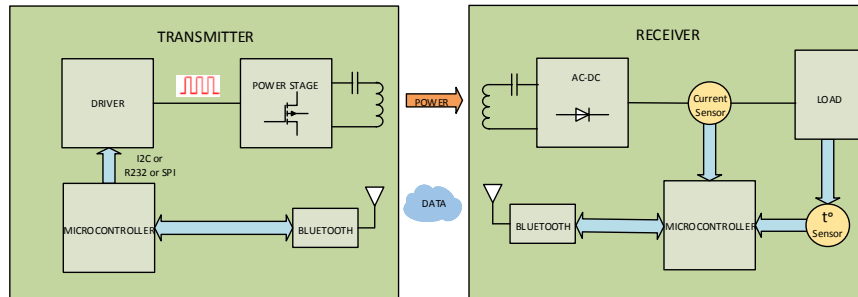 TRANSMITTER
DRIVER
POWER STAGE
I2C or
R232 or SPI
MICROCONTROLLER
BLUETOOTH
POWER
DATA
RECEIVER
AC-DC
Current
Sensor
LOAD
BLUETOOTH
MICROCONTROLLER
t°
Sensor